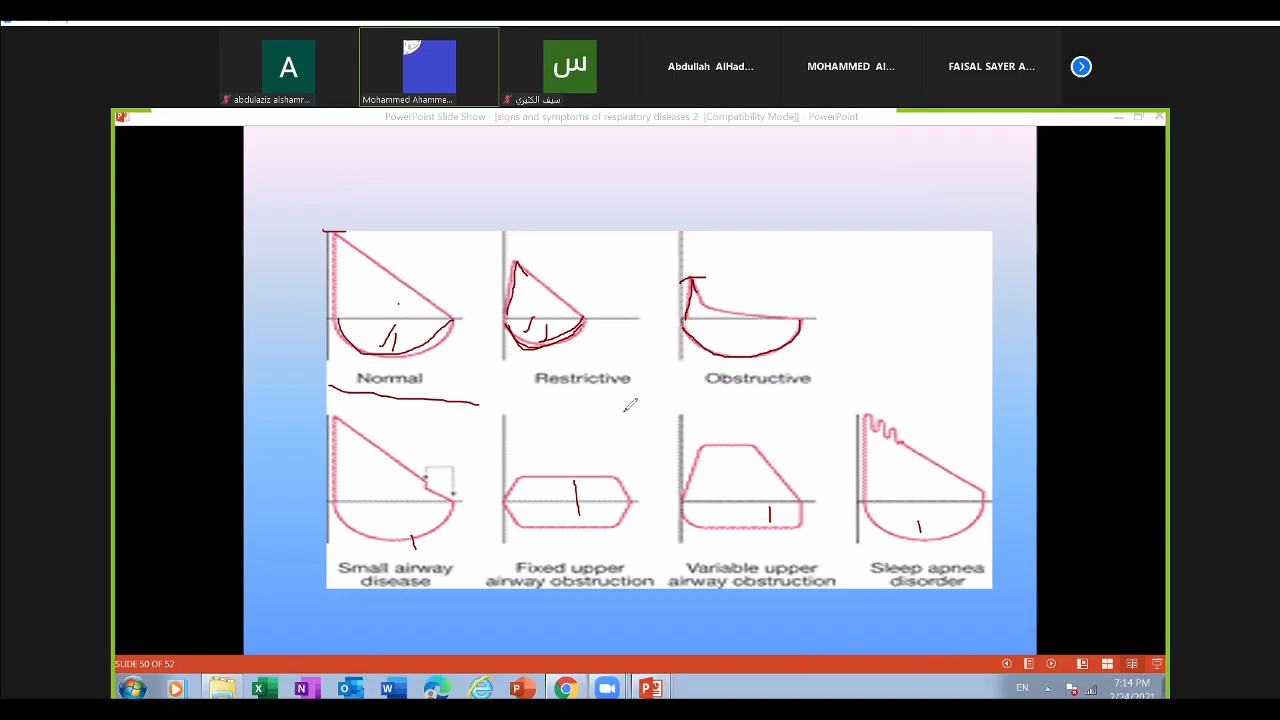 A
س
Abdullah AlHad...
MOHAMMED Al...
FAISAL SAYER A...
abdulaziz alshamr...
Mohammed Ahamme...
سيف الكثيري
PowerPoint Slide Show - [signs and symptoms of respiratory diseases 2 [Compatibility Mode]] - PowerPoint
Normal
Restrictive
Obstructive
Small airway
disease
Fixed upper
airway obstruction
Variable upper
airway obstruction
Sleep apnea
disorder
SLIDE 50 OF 52
EN
7:14 PM
2/24/2021